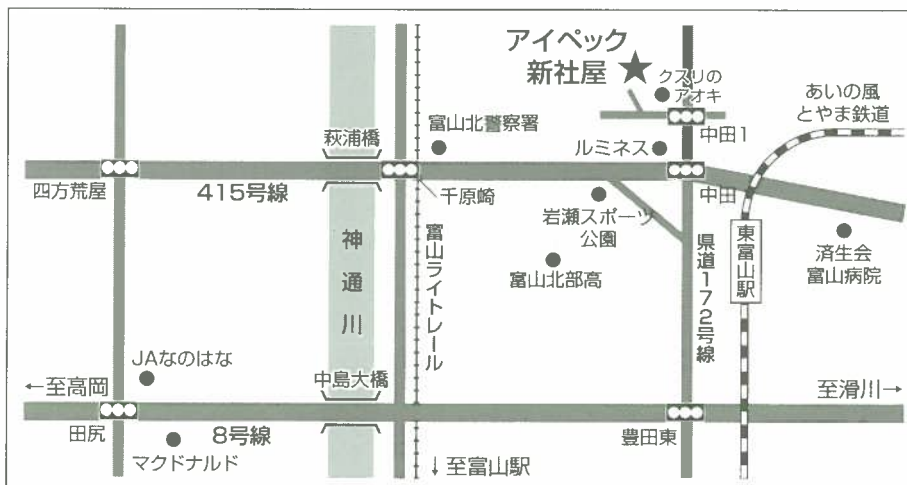 アイペック
新社屋
クスリの
アオキ
あいの風
とやま鉄道
中田1
富山北警察署
萩浦橋
ルミネス
四方荒屋
415号線
千原崎
中田
岩瀬スポーツ
公園
済生会
富山病院
神通川
富山ライトレール
富山北部高
県道172号線
東富山駅
JAなのはな
中島大橋
←至高岡
至滑川→
田尻
8号線
豊田東
マクドナルド
↓至富山駅